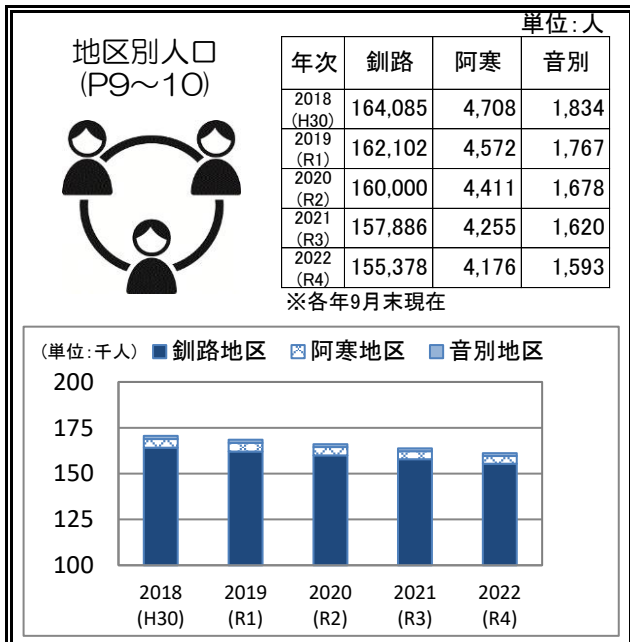 単位：人
地区別人口
(P9～10)
年次 釧路 阿寒 音別
2018
(H30) 164,085 4,708 1,834
2019
(R1) 162,102 4,572 1,767
2020
(R2) 160,000 4,411 1,678
2021
(R3) 157,886 4,255 1,620
2022
(R4) 155,378 4,176 1,593
※各年9月末現在
(単位：千人) 釧路地区 阿寒地区 音別地区
200
175
150
125
100
2018 2019 2020 2021 2022
(H30) (R1) (R2) (R3) (R4)